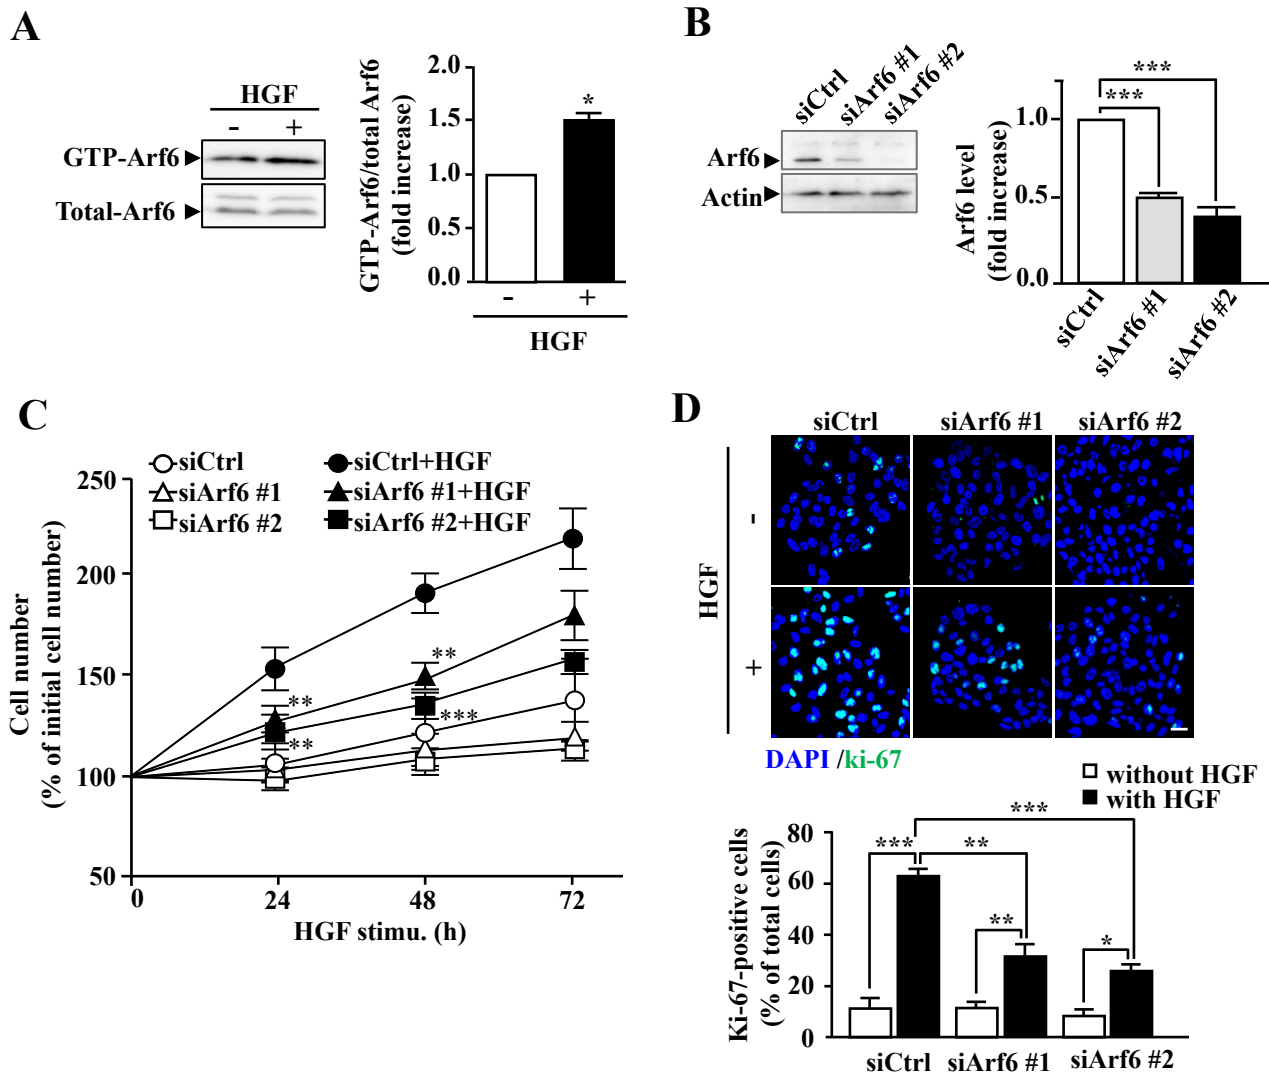 A
HGF
- +
GTP-Arf6
Total-Arf6
GTP-Arf6/total Arf6
(fold increase)
2.0
1.5
1.0
0.5
0.0
*
- +
HGF
B
siCtrl siArf6 #1 siArf6 #2
Arf6
Actin
Arf6 level
(fold increase)
1.0
0.5
0.0
***
***
siCtrl siArf6 #1 siArf6 #2
C
siCtrl siCtrl+HGF
siArf6 #1 siArf6 #1+HGF
siArf6 #2 siArf6 #2+HGF
Cell number
(% of initial cell number)
250
200
150
100
50
**
**
**
***
0 24 48 72
HGF stimu. (h)
D
siCtrl siArf6 #1 siArf6 #2
HGF
-
+
DAPI /ki-67
without HGF
with HGF
Ki-67-positive cells
(% of total cells)
80
60
40
20
0
***
*** **
**
*
siCtrl siArf6 #1 siArf6 #2